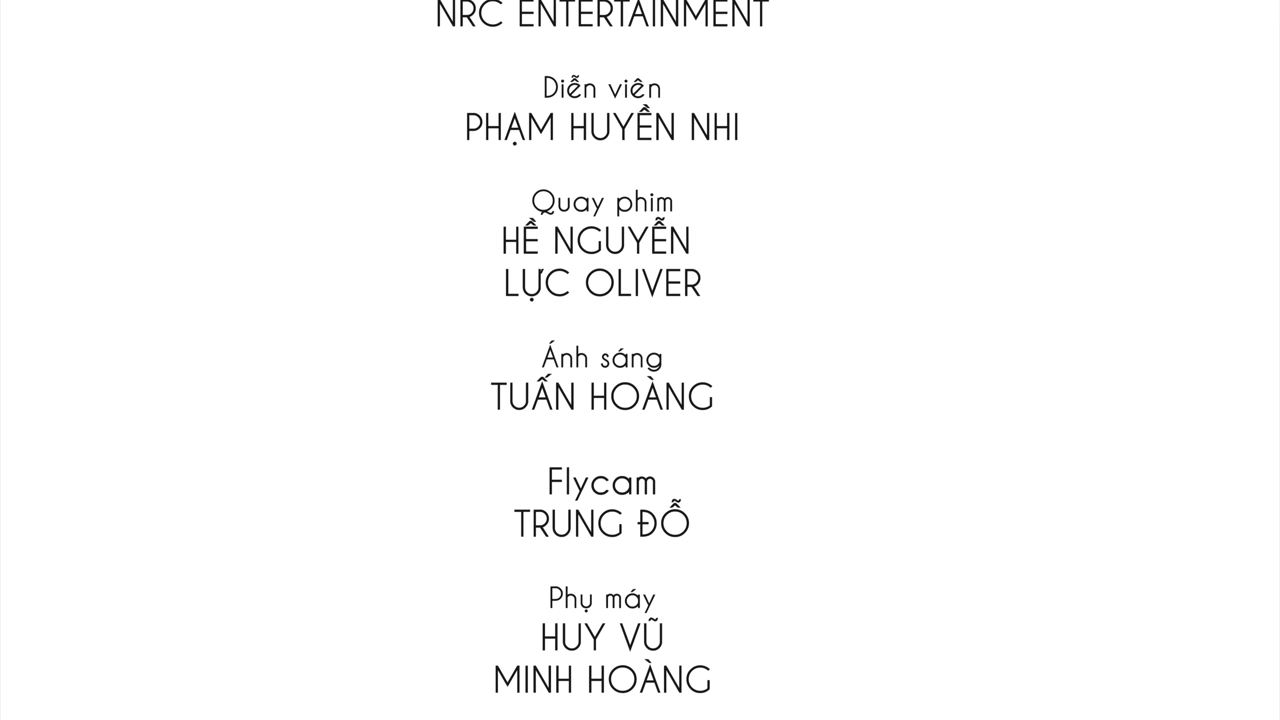 NRC ENTERTAINMENT
Diễn viên
PHẠM HUYỀN NHI
Quay phim
HỀ NGUYỄN
LỰC OLIVER
Ánh sáng
TUẤN HOÀNG
Flycam
TRUNG ĐỖ
Phụ máy
HUY VŨ
MINH HOÀNG